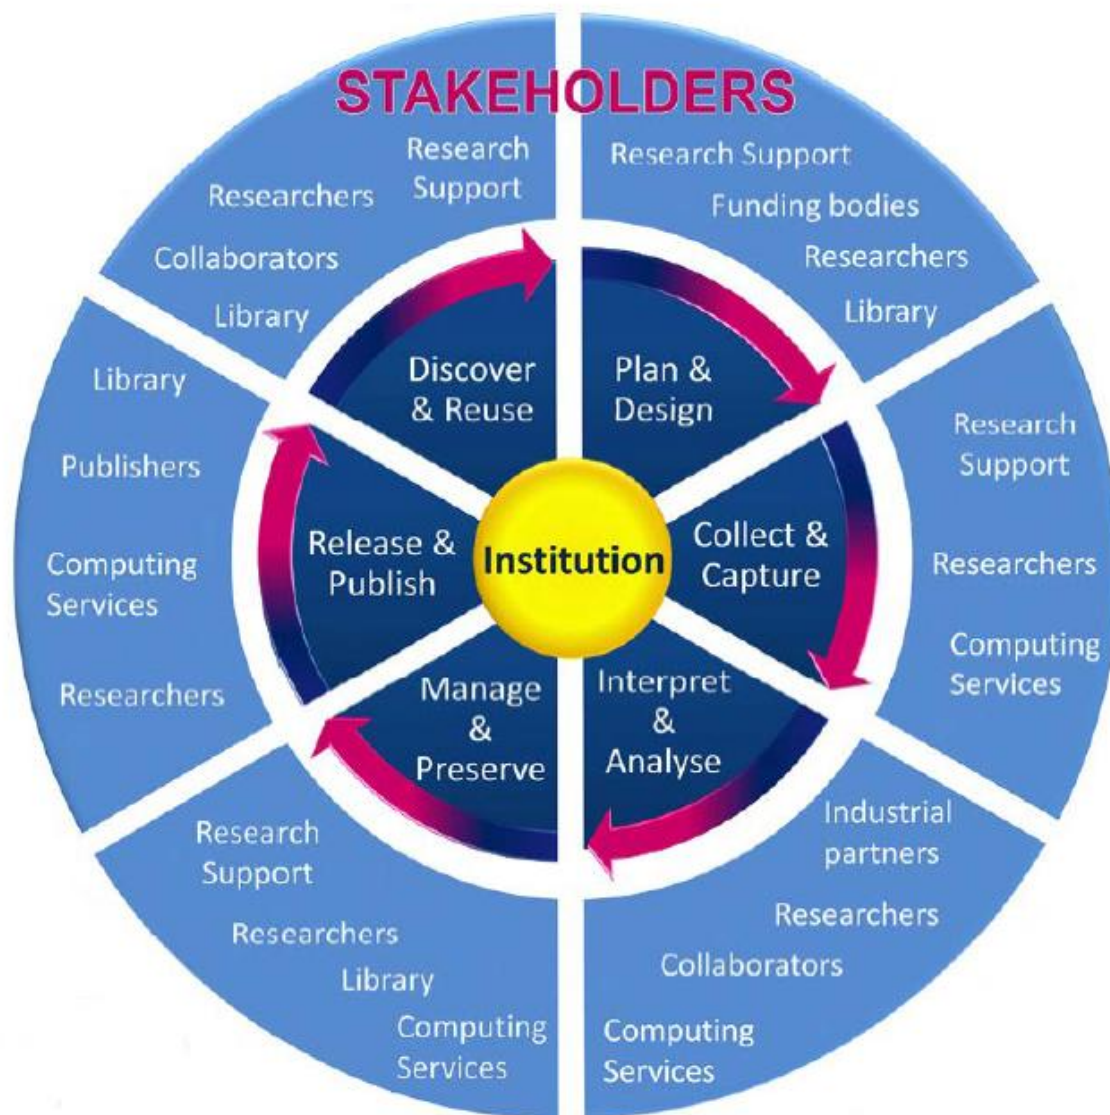 STAKEHOLDERS
Research
Support
Researchers
Collaborators
Library
Research Support
Funding bodies
Researchers
Library
Research
Support
Researchers
Computing
Services
Industrial
partners
Researchers
Collaborators
Computing
Services
Research
Support
Researchers
Library
Computing
Services
Library
Publishers
Computing
Services
Researchers
Discover
& Reuse
Plan &
Design
Collect &
Capture
Interpret
&
Analyse
Manage
&
Preserve
Release &
Publish
Institution